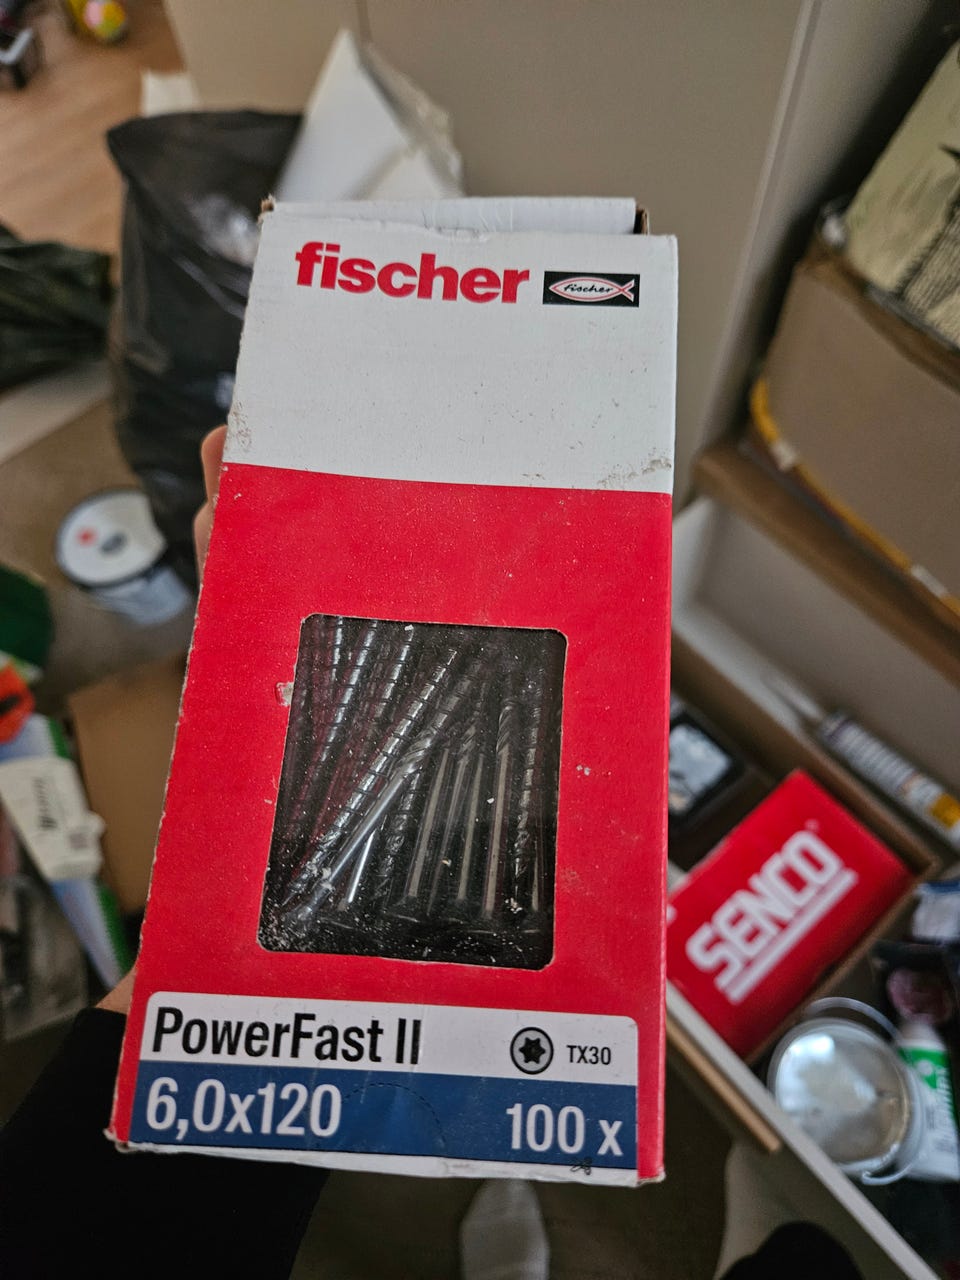 fischer
fischer
PowerFast II
TX30
6,0x120
100 x
SENCO